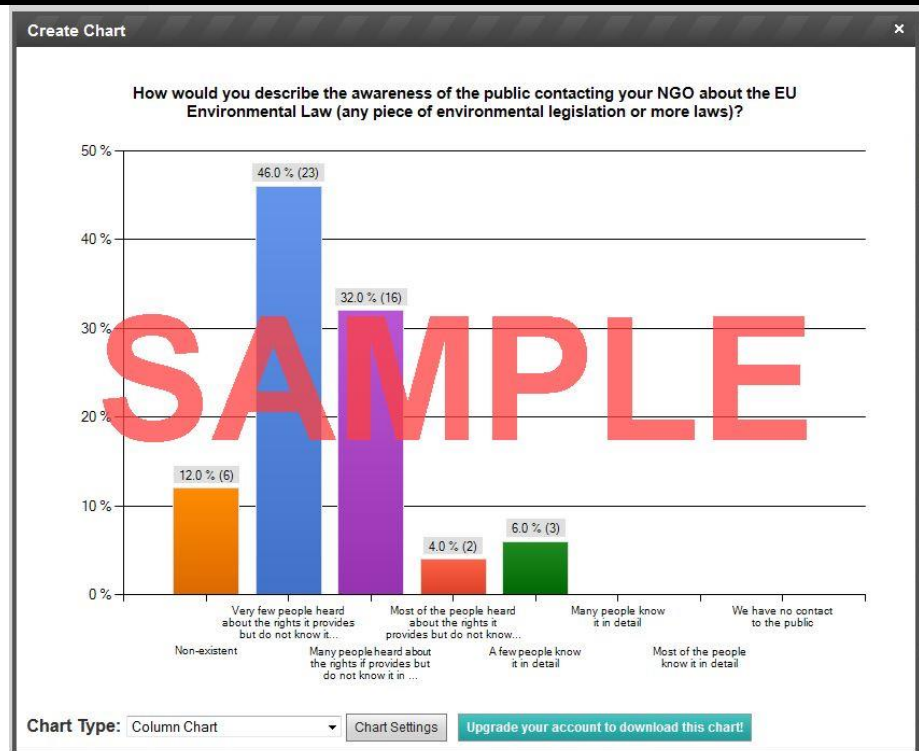 Create Chart
x
How would you describe the awareness of the public contacting your NGO about the EU
Environmental Law (any piece of environmental legislation or more laws)?
50 %
46.0 % (23)
40 %
32.0 % (16)
30 %
SAMPLE
20 %
12.0 % (6)
10 %
6.0 % (3)
4.0 % (2)
0 %
Very few people heard
about the rights it provides
but do not know it...
Most of the people heard
about the rights it
provides but do not know...
Many people know
it in detail
We have no contact
to the public
Non-existent
Many people heard about
the rights if provides but
do not know it in ...
A few people know
it in detail
Most of the people
know it in detail
Chart Type: Column Chart
Chart Settings
Upgrade your account to download this chart!